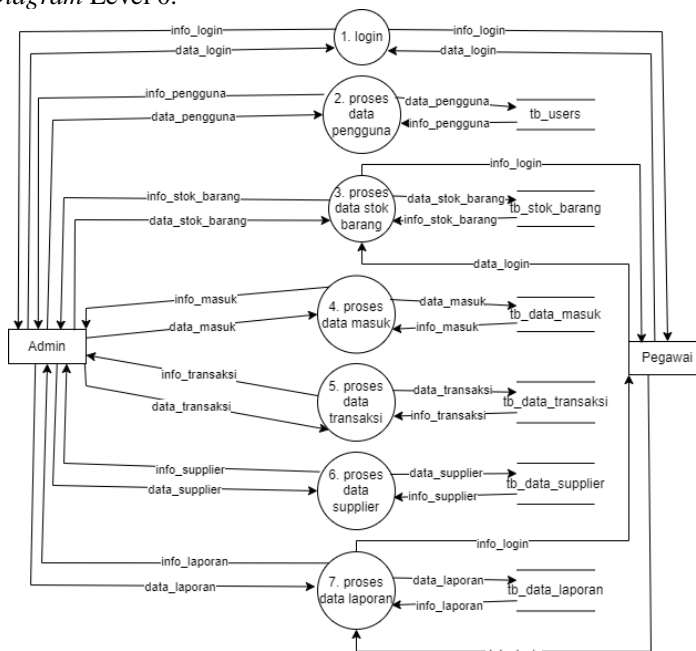 Diagram Level 0.
info_login
info_login
1. login
data_login
data_login
info_pengguna
2. proses
data
pengguna
data_pengguna
data_pengguna
info_pengguna
tb_users
info_login
info_stok_barang
3. proses
data stok
barang
data_stok_barang
data_stok_barang
info_stok_barang
tb_stok_barang
data_login
info_masuk
4. proses
data masuk
data_masuk
data_masuk
info_masuk
tb_data_masuk
Admin
Pegawai
info_transaksi
5. proses
data
transaksi
data_transaksi
data_transaksi
info_transaksi
tb_data_transaksi
info_supplier
6. proses
data
supplier
data_supplier
data_supplier
info_supplier
tb_data_supplier
info_login
info_laporan
7. proses
data laporan
data_laporan
data_laporan
info_laporan
tb_data_laporan